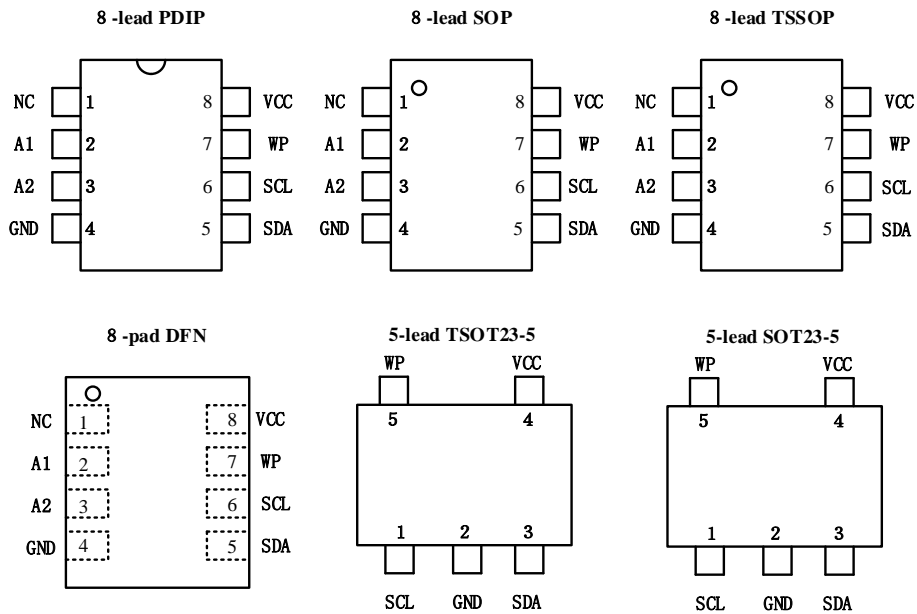 8 -lead PDIP
NC 1 8 VCC
A1 2 7 WP
A2 3 6 SCL
GND 4 5 SDA
8 -lead SOP
NC 1 8 VCC
A1 2 7 WP
A2 3 6 SCL
GND 4 5 SDA
8 -lead TSSOP
NC 1 8 VCC
A1 2 7 WP
A2 3 6 SCL
GND 4 5 SDA
8 -pad DFN
NC 1 8 VCC
A1 2 7 WP
A2 3 6 SCL
GND 4 5 SDA
5-lead TSOT23-5
WP VCC
5 4
1 2 3
SCL GND SDA
5-lead SOT23-5
WP VCC
5 4
1 2 3
SCL GND SDA